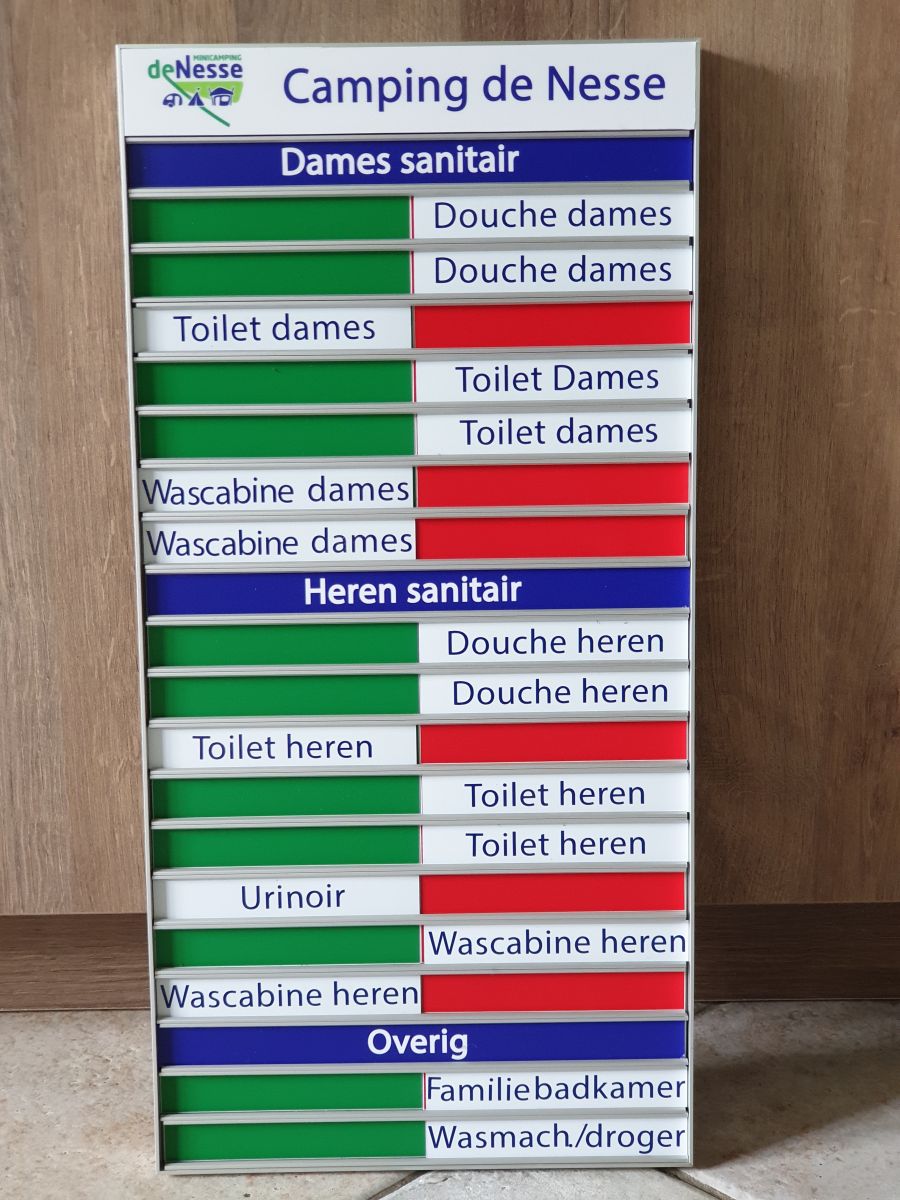 MINICAMPING
deNesse
Camping de Nesse
Dames sanitair
Douche dames
Douche dames
Toilet dames
Toilet Dames
Toilet dames
Wascabine dames
Wascabine dames
Heren sanitair
Douche heren
Douche heren
Toilet heren
Toilet heren
Toilet heren
Urinoir
Wascabine heren
Wascabine heren
Overig
Familiebadkamer
Wasmach./droger